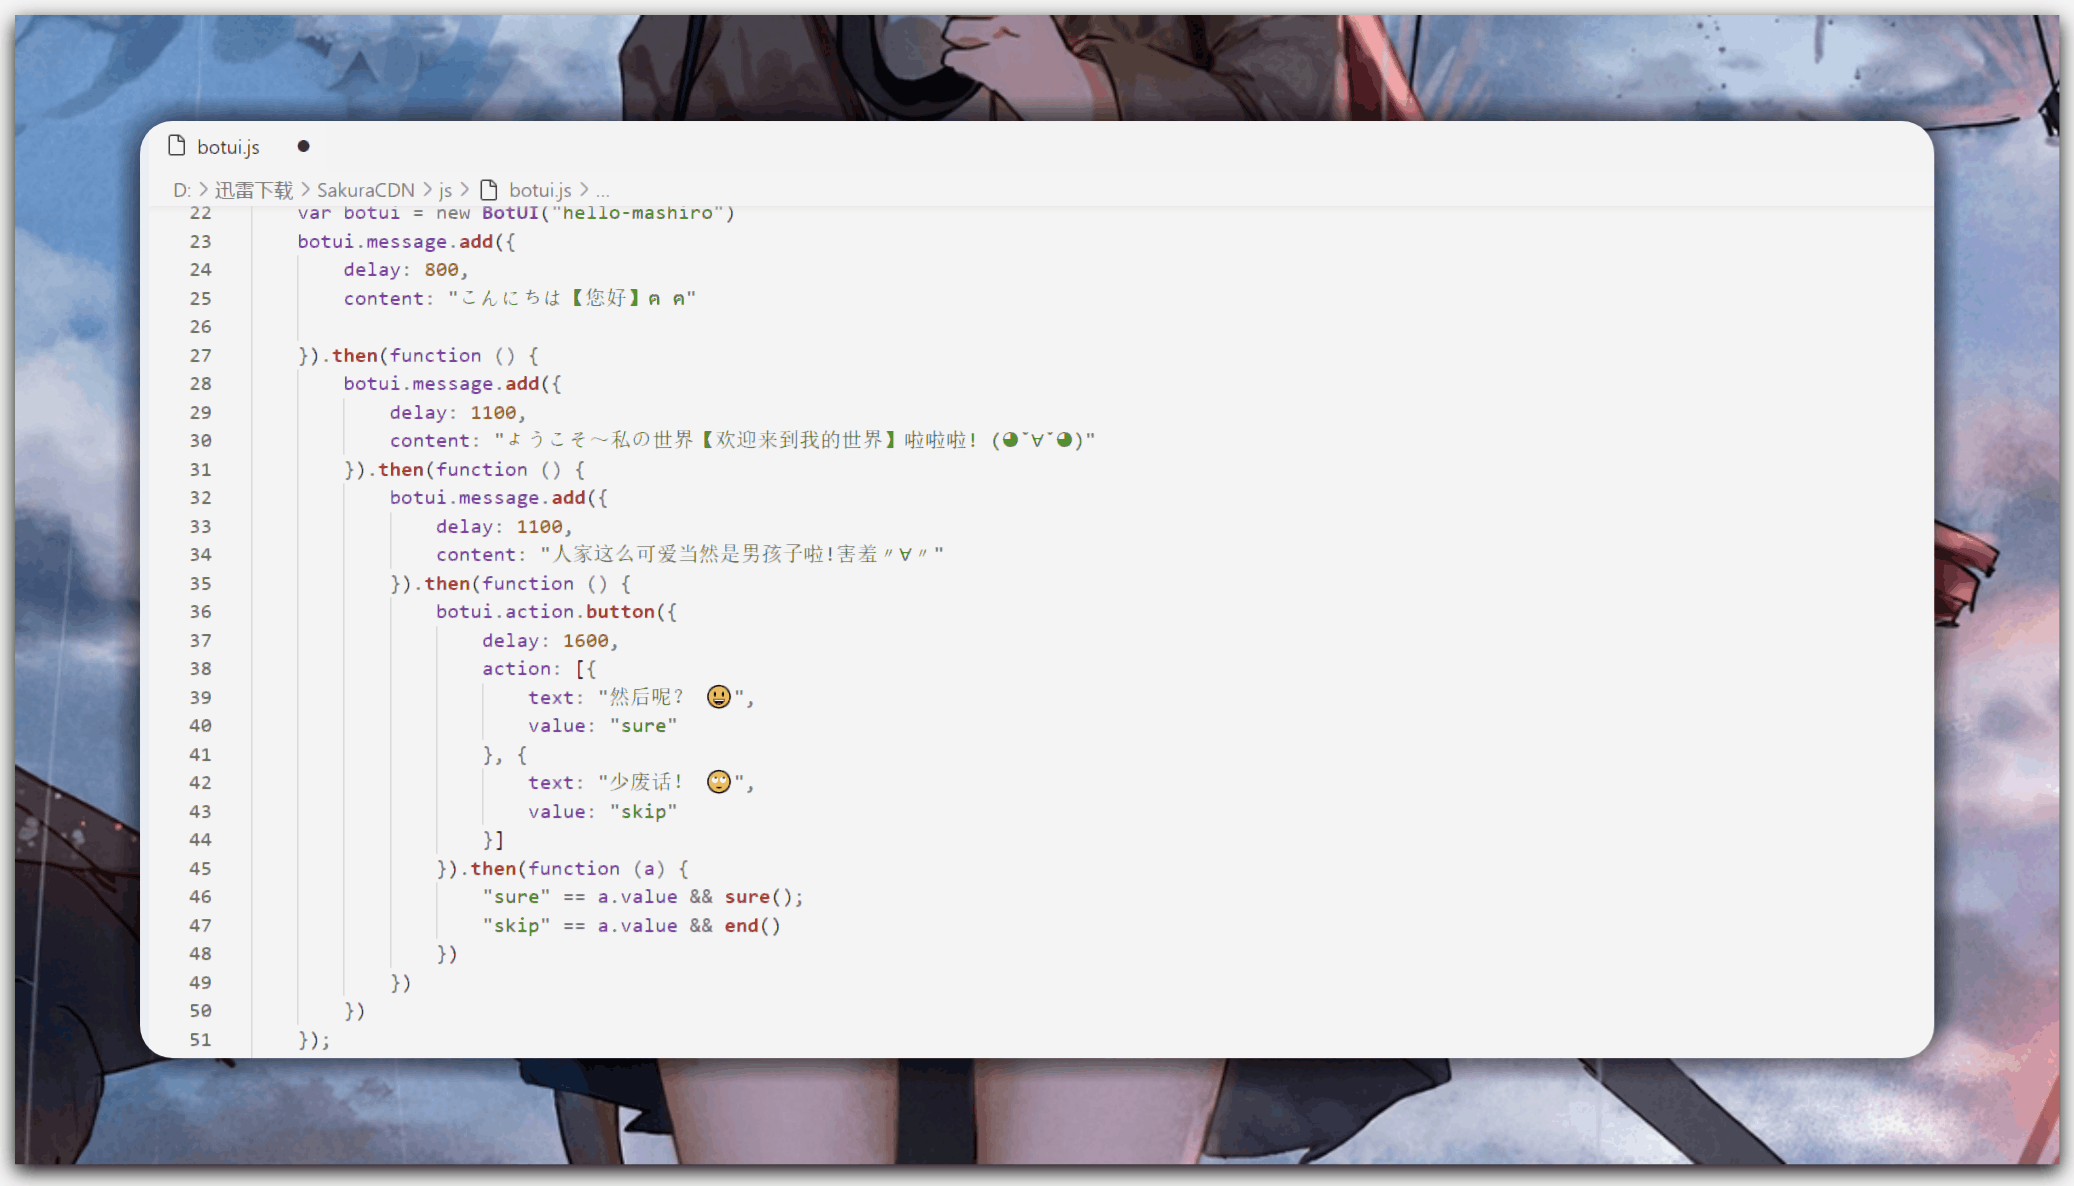 botui.js ●
D: > 迅雷下载 > SakuraCDN > js > botui.js > ...
22 var botui = new BotUI("hello-mashiro")
23 botui.message.add({
24 delay: 800,
25 content: "こんにちは【您好】ฅ ฅ"
26
27 }).then(function () {
28 botui.message.add({
29 delay: 1100,
30 content: "ようこそ～私の世界【欢迎来到我的世界】啦啦啦! (◕ˇ∀ˇ◕)"
31 }).then(function () {
32 botui.message.add({
33 delay: 1100,
34 content: "人家这么可爱当然是男孩子啦!害羞〃∀〃"
35 }).then(function () {
36 botui.action.button({
37 delay: 1600,
38 action: [{
39 text: "然后呢？ 😃",
40 value: "sure"
41 }, {
42 text: "少废话！ 🙄",
43 value: "skip"
44 }]
45 }).then(function (a) {
46 "sure" == a.value && sure();
47 "skip" == a.value && end()
48 })
49 })
50 })
51 });